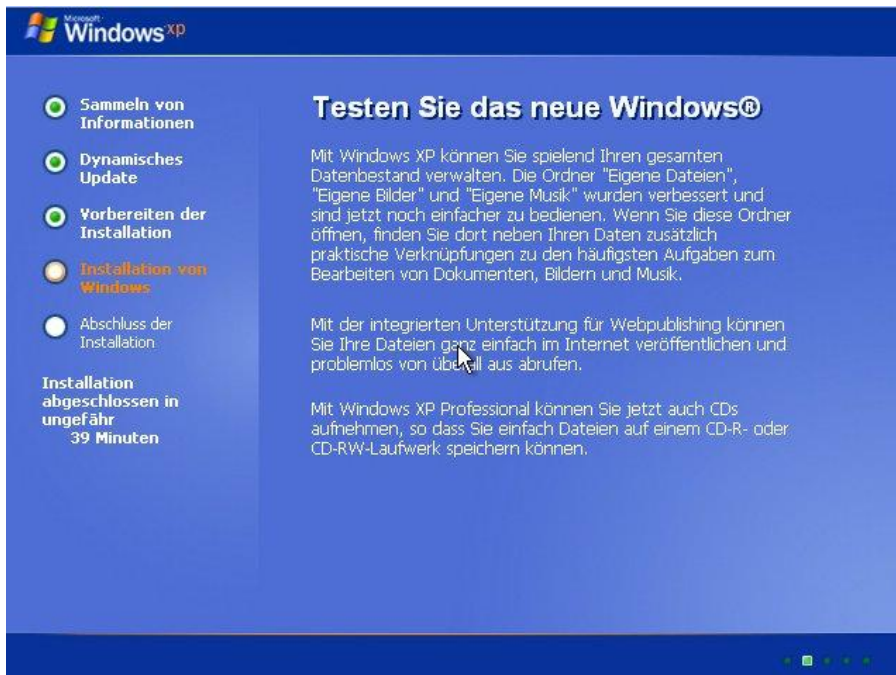 Microsoft
Windows xp
Sammeln von
Informationen
Dynamisches
Update
Vorbereiten der
Installation
Installation von
Windows
Abschluss der
Installation
Installation
abgeschlossen in
ungefähr
39 Minuten
Testen Sie das neue Windows®
Mit Windows XP können Sie spielend Ihren gesamten
Datenbestand verwalten. Die Ordner "Eigene Dateien",
"Eigene Bilder" und "Eigene Musik" wurden verbessert und
sind jetzt noch einfacher zu bedienen. Wenn Sie diese Ordner
öffnen, finden Sie dort neben Ihren Daten zusätzlich
praktische Verknüpfungen zu den häufigsten Aufgaben zum
Bearbeiten von Dokumenten, Bildern und Musik.
Mit der integrierten Unterstützung für Webpublishing können
Sie Ihre Dateien ganz einfach im Internet veröffentlichen und
problemlos von überall aus abrufen.
Mit Windows XP Professional können Sie jetzt auch CDs
aufnehmen, so dass Sie einfach Dateien auf einem CD-R- oder
CD-RW-Laufwerk speichern können.